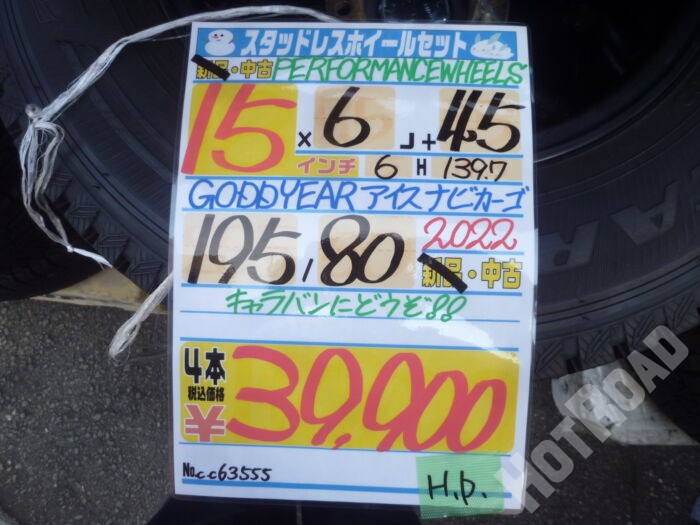 スタッドレスホイールセット
新品・中古 PERFORMANCEWHEELS
15 x 6 J+ 45
インチ 6 H 139.7
GODDYEAR アイスナビカーゴ
195/80 2022
新品・中古
キャラバンにどうぞ!!
4本
税込価格
¥39,900
No.cc63555
H.p.
HOTROAD